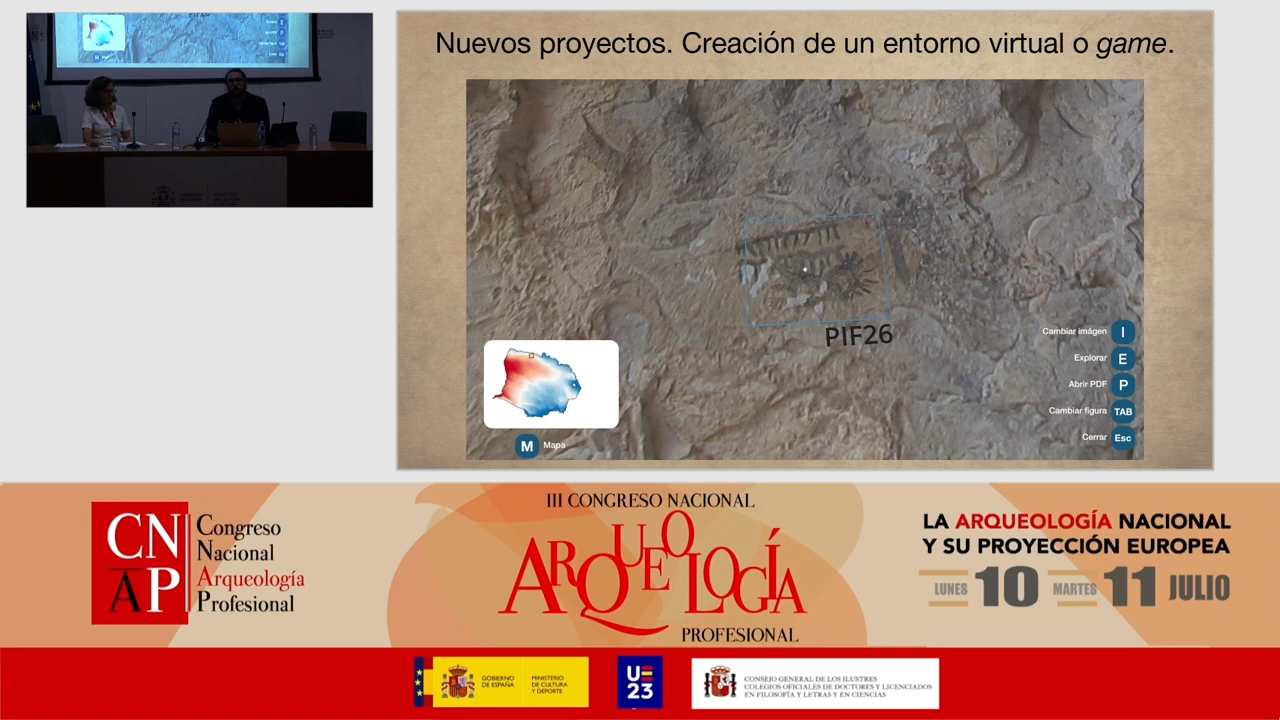 Nuevos proyectos. Creación de un entorno virtual o game.
PIF26
Cambiar imágen I
Explorar E
Abrir PDF P
Cambiar figura TAB
Cerrar Esc
M Mapa
CN
AP
Congreso
Nacional
Arqueología
Profesional
III CONGRESO NACIONAL
ARQUEOLOGÍA
PROFESIONAL
LA ARQUEOLOGÍA NACIONAL
Y SU PROYECCIÓN EUROPEA
LUNES 10 MARTES 11 JULIO
GOBIERNO
DE ESPAÑA
MINISTERIO
DE CULTURA
Y DEPORTE
UE
23
CONSEJO GENERAL DE LOS ILUSTRES
COLEGIOS OFICIALES DE DOCTORES Y LICENCIADOS
EN FILOSOFÍA Y LETRAS Y EN CIENCIAS